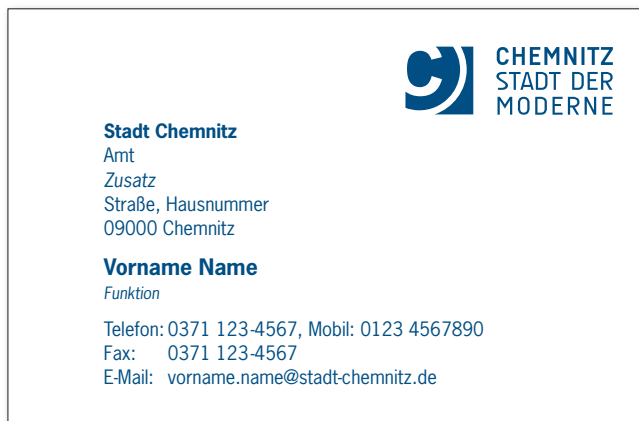 CHEMNITZ
STADT DER
MODERNE
Stadt Chemnitz
Amt
Zusatz
Straße, Hausnummer
09000 Chemnitz
Vorname Name
Funktion
Telefon: 0371 123-4567, Mobil: 0123 4567890
Fax: 0371 123-4567
E-Mail: vorname.name@stadt-chemnitz.de